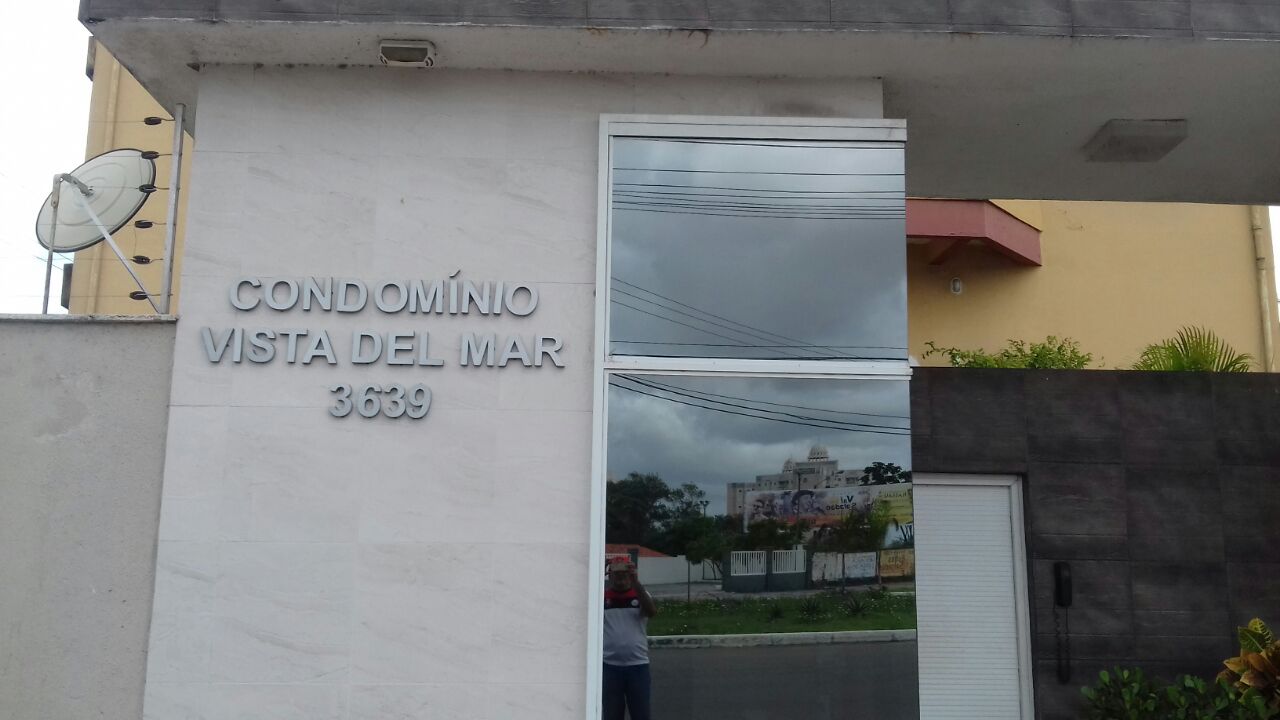 CONDOMÍNIO
VISTA DEL MAR
3639